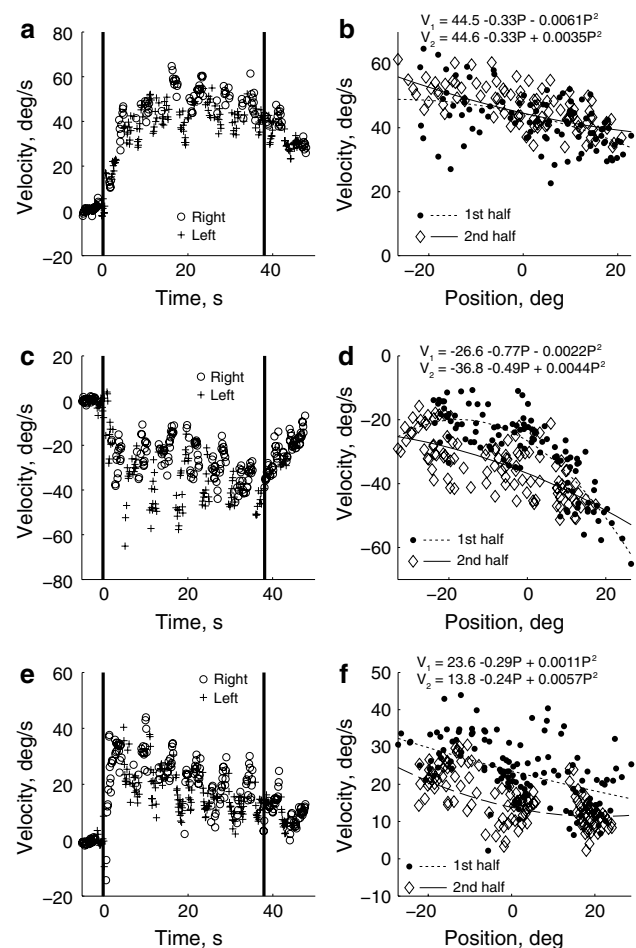 a
80
60
40
20
0
−20
Velocity, deg/s
0 20 40
Time, s
Right
Left
b
V1 = 44.5 -0.33P - 0.0061P²
V2 = 44.6 -0.33P + 0.0035P²
60
40
20
0
Velocity, deg/s
−20 0 20
Position, deg
1st half
2nd half
c
20
0
−20
−40
−60
−80
Velocity, deg/s
0 20 40
Time, s
Right
Left
d
V1 = -26.6 -0.77P - 0.0022P²
V2 = -36.8 -0.49P + 0.0044P²
0
−20
−40
−60
Velocity, deg/s
−20 0 20
Position, deg
1st half
2nd half
e
60
40
20
0
−20
Velocity, deg/s
0 20 40
Time, s
Right
Left
f
V1 = 23.6 -0.29P + 0.0011P²
V2 = 13.8 -0.24P + 0.0057P²
50
40
30
20
10
0
−10
Velocity, deg/s
−20 0 20
Position, deg
1st half
2nd half